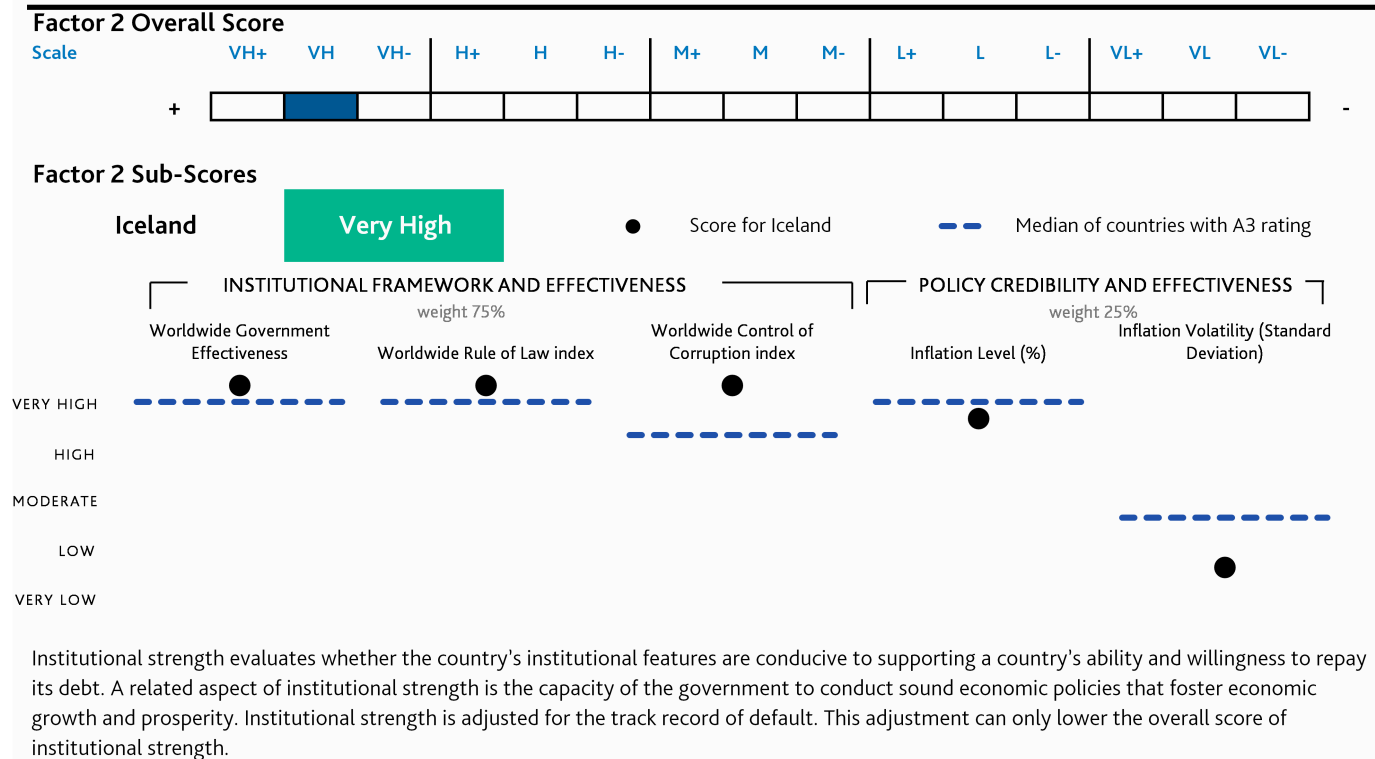 Factor 2 Overall Score
Scale VH+ VH VH- H+ H H- M+ M M- L+ L L- VL+ VL VL-
+ -
Factor 2 Sub-Scores
Iceland Very High Score for Iceland Median of countries with A3 rating
INSTITUTIONAL FRAMEWORK AND EFFECTIVENESS POLICY CREDIBILITY AND EFFECTIVENESS
weight 75% weight 25%
Worldwide Government
Effectiveness
Worldwide Rule of Law index
Worldwide Control of
Corruption index
Inflation Level (%)
Inflation Volatility (Standard
Deviation)
VERY HIGH
HIGH
MODERATE
LOW
VERY LOW
Institutional strength evaluates whether the country's institutional features are conducive to supporting a country's ability and willingness to repay
its debt. A related aspect of institutional strength is the capacity of the government to conduct sound economic policies that foster economic
growth and prosperity. Institutional strength is adjusted for the track record of default. This adjustment can only lower the overall score of
institutional strength.